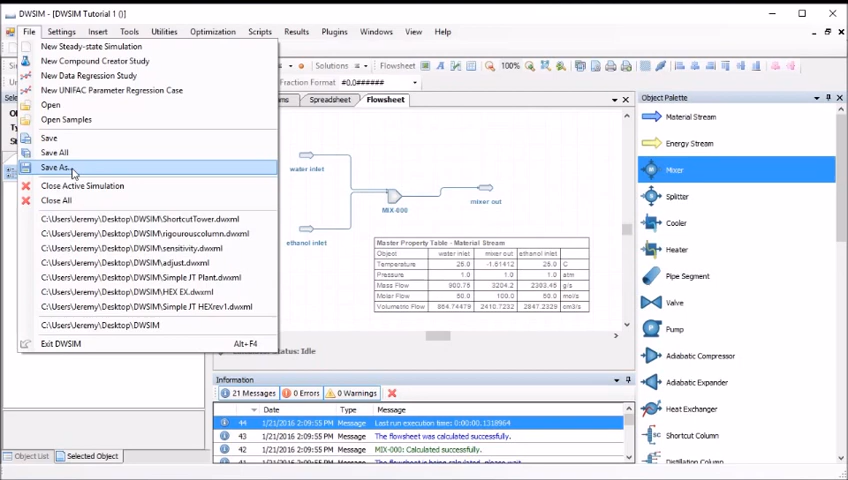 DWSIM - [DWSIM Tutorial 1 ()]
File Settings Insert Tools Utilities Optimization Scripts Results Plugins Windows View Help
New Steady-state Simulation
New Compound Creator Study
New Data Regression Study
New UNIFAC Parameter Regression Case
Open
Open Samples
Save
Save All
Save As...
Close Active Simulation
Close All
C:\Users\Jeremy\Desktop\DWSIM\ShortcutTower.dwxml
C:\Users\Jeremy\Desktop\DWSIM\rigourouscolumn.dwxml
C:\Users\Jeremy\Desktop\DWSIM\sensitivity.dwxml
C:\Users\Jeremy\Desktop\DWSIM\adjust.dwxml
C:\Users\Jeremy\Desktop\DWSIM\Simple JT Plant.dwxml
C:\Users\Jeremy\Desktop\DWSIM\HEX EX.dwxml
C:\Users\Jeremy\Desktop\DWSIM\Simple JT HEXrev1.dwxml
C:\Users\Jeremy\Desktop\DWSIM
Exit DWSIM Alt+F4
Solutions Flowsheet 100%
Fraction Format #0,0######
Spreadsheet Flowsheet
water inlet
MIX-000
mixer out
ethanol inlet
Master Property Table - Material Stream
Object water inlet mixer out ethanol inlet
Temperature 25.0 -1.61412 25.0 C
Pressure 1.0 1.0 1.0 atm
Mass Flow 900.76 3204.2 2303.45 g/s
Molar Flow 50.0 100.0 50.0 mol/s
Volumetric Flow 864.74479 2410.7232 2847.2329 cm3/s
Status: Idle
Information
21 Messages 0 Errors 0 Warnings
Date Type Message
44 1/21/2016 2:09:55 PM Message Last run execution time: 0:00:00.1318964
43 1/21/2016 2:09:55 PM Message The flowsheet was calculated successfully.
42 1/21/2016 2:09:55 PM Message MIX-000: Calculated successfully.
Object List Selected Object
Object Palette
Material Stream
Energy Stream
Mixer
Splitter
Cooler
Heater
Pipe Segment
Valve
Pump
Adiabatic Compressor
Adiabatic Expander
Heat Exchanger
Shortcut Column
Distillation Column